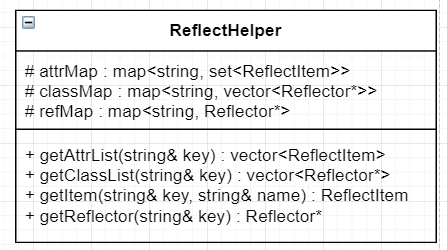 ReflectHelper
# attrMap : map<string, set<ReflectItem>>
# classMap : map<string, vector<Reflector*>>
# refMap : map<string, Reflector*>
+ getAttrList(string& key) : vector<ReflectItem>
+ getClassList(string& key) : vector<Reflector*>
+ getItem(string& key, string& name) : ReflectItem
+ getReflector(string& key) : Reflector*